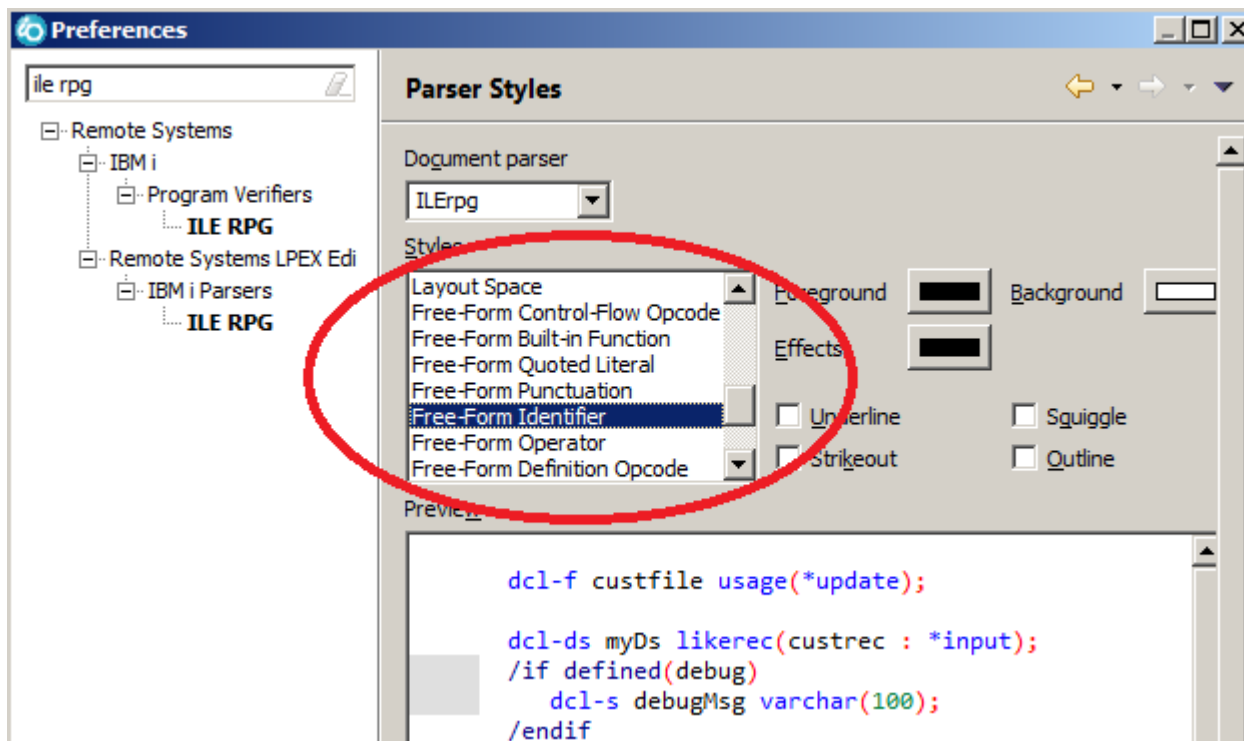 Preferences
ile rpg
Remote Systems
IBM i
Program Verifiers
ILE RPG
Remote Systems LPEX Edi
IBM i Parsers
ILE RPG
Parser Styles
Document parser
ILErpg
Styles
Layout Space
Free-Form Control-Flow Opcode
Free-Form Built-in Function
Free-Form Quoted Literal
Free-Form Punctuation
Free-Form Identifier
Free-Form Operator
Free-Form Definition Opcode
Foreground
Background
Effects
Underline
Squiggle
Strikeout
Outline
Preview
dcl-f custfile usage(*update);
dcl-ds myDs likerec(custrec : *input);
/if defined(debug)
dcl-s debugMsg varchar(100);
/endif